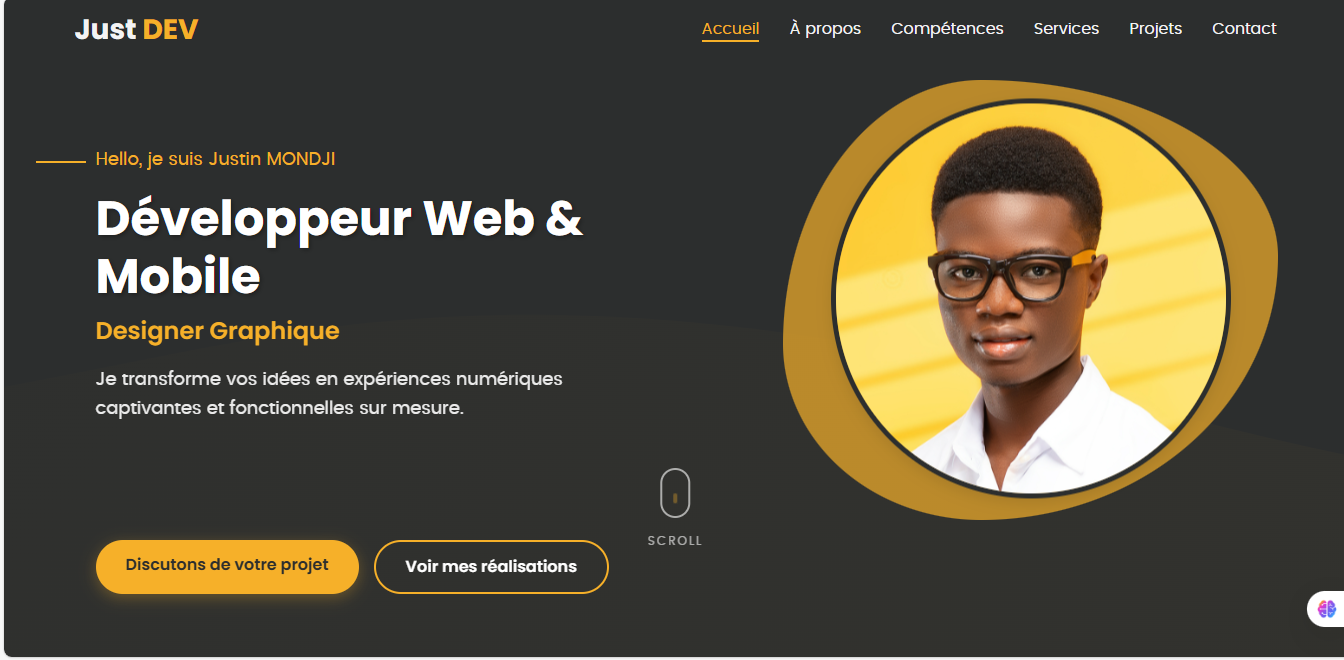 Just DEV
Accueil À propos Compétences Services Projets Contact
Hello, je suis Justin MONDJI
Développeur Web &
Mobile
Designer Graphique
Je transforme vos idées en expériences numériques
captivantes et fonctionnelles sur mesure.
SCROLL
Discutons de votre projet
Voir mes réalisations